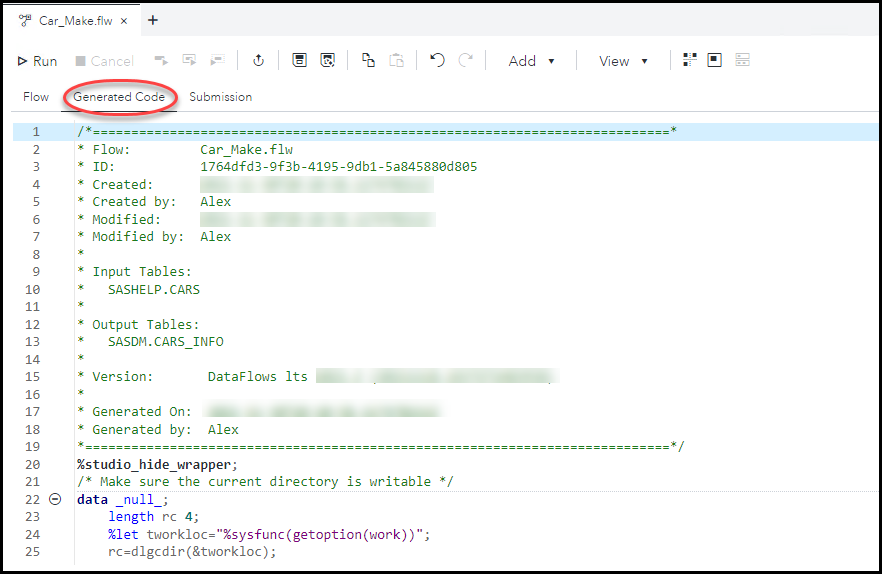 Car_Make.flw × +
Run Cancel Add View
Flow Generated Code Submission
1 /*===========================================================================*
2 * Flow: Car_Make.flw
3 * ID: 1764dfd3-9f3b-4195-9db1-5a845880d805
4 * Created:
5 * Created by: Alex
6 * Modified:
7 * Modified by: Alex
8 *
9 * Input Tables:
10 * SASHELP.CARS
11 *
12 * Output Tables:
13 * SASDM.CARS_INFO
14 *
15 * Version: DataFlows lts
16 *
17 * Generated On:
18 * Generated by: Alex
19 *============================================================================*/
20 %studio_hide_wrapper;
21 /* Make sure the current directory is writable */
22 data _null_;
23 length rc 4;
24 %let tworkloc="%sysfunc(getoption(work))";
25 rc=dlgcdir(&tworkloc);